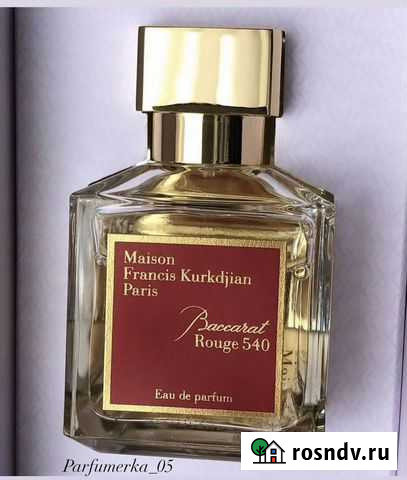 Maison
Francis Kurkdjian
Paris
Baccarat
Rouge 540
Eau de parfum
Parfumerka_05
rosndv.ru